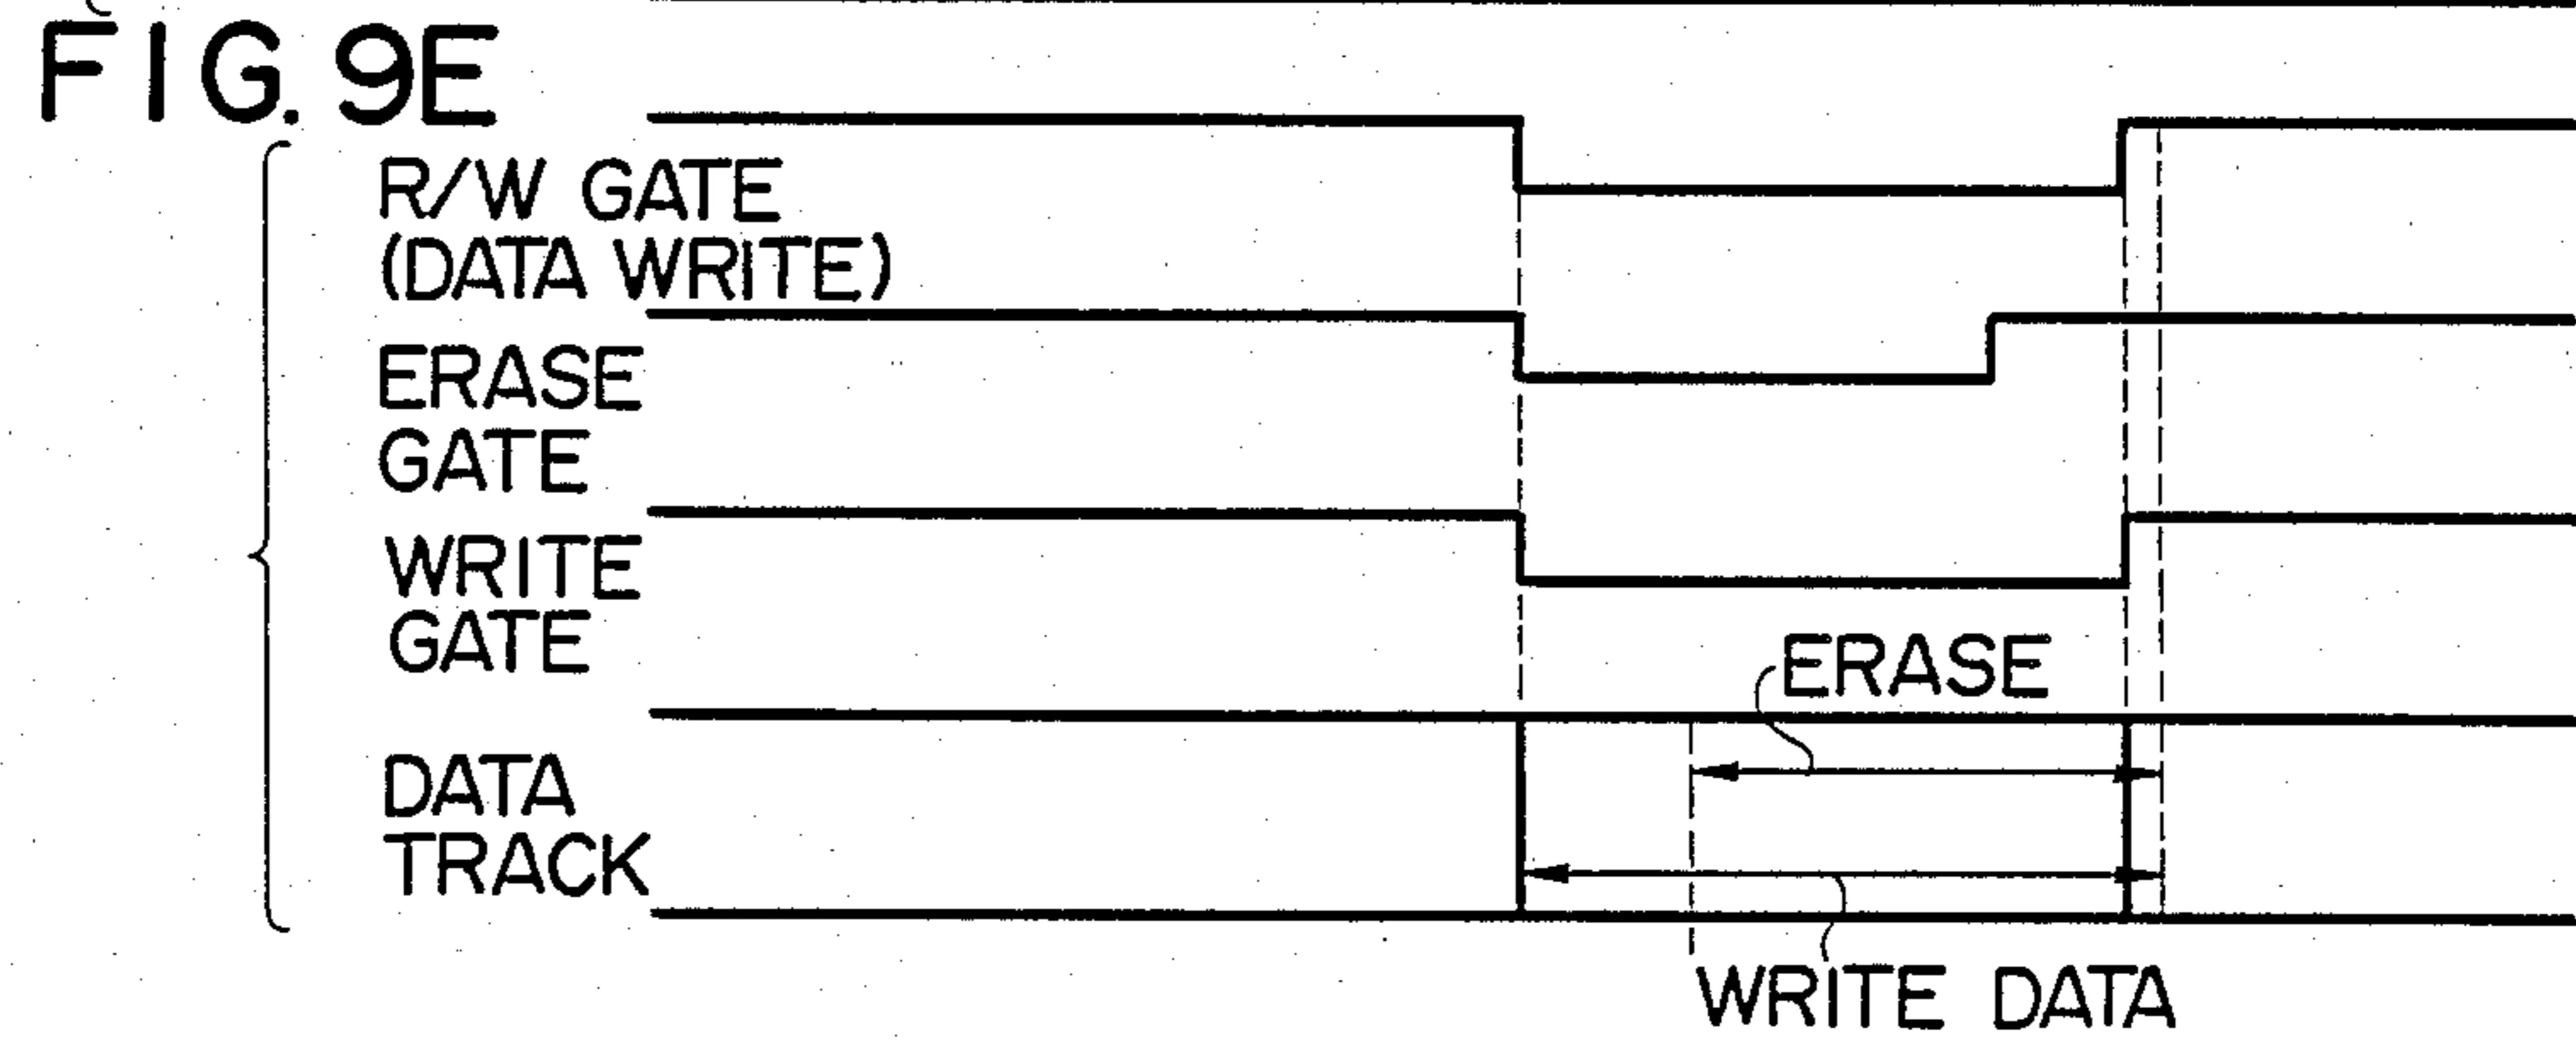 FIG. 9E
R/W GATE
(DATA WRITE)
ERASE
GATE
WRITE
GATE
ERASE
DATA
TRACK
WRITE DATA